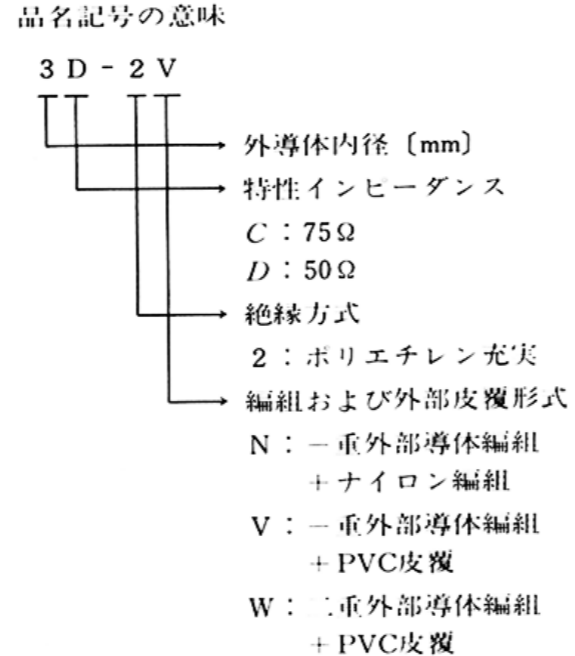 品名記号の意味
3D-2V
外導体内径〔mm〕
特性インピーダンス
C：75Ω
D：50Ω
絶縁方式
2：ポリエチレン充実
編組および外部皮覆形式
N：一重外部導体編組
+ナイロン編組
V：一重外部導体編組
+PVC皮覆
W：二重外部導体編組
+PVC皮覆